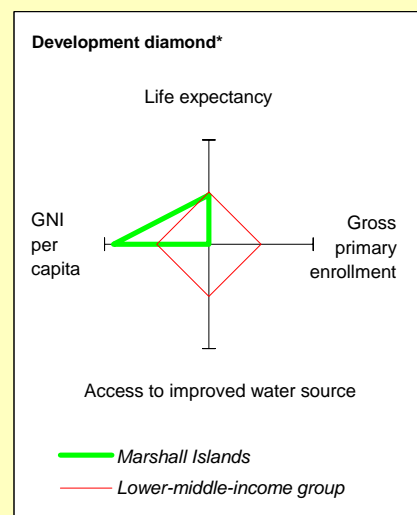 Development diamond*
Life expectancy
GNI
per
capita
Gross
primary
enrollment
Access to improved water source
Marshall Islands
Lower-middle-income group